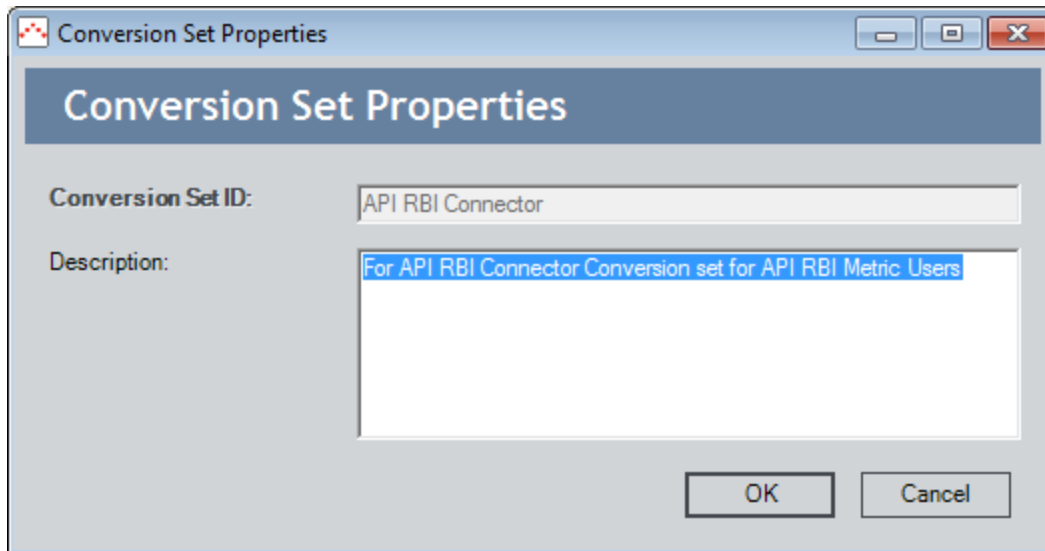 Conversion Set Properties
Conversion Set Properties
Conversion Set ID: API RBI Connector
Description: For API RBI Connector Conversion set for API RBI Metric Users
OK Cancel